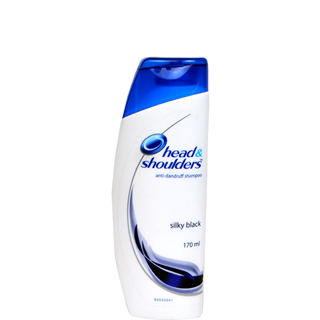 head&
shoulders
anti-dandruff shampoo
silky black
170 ml